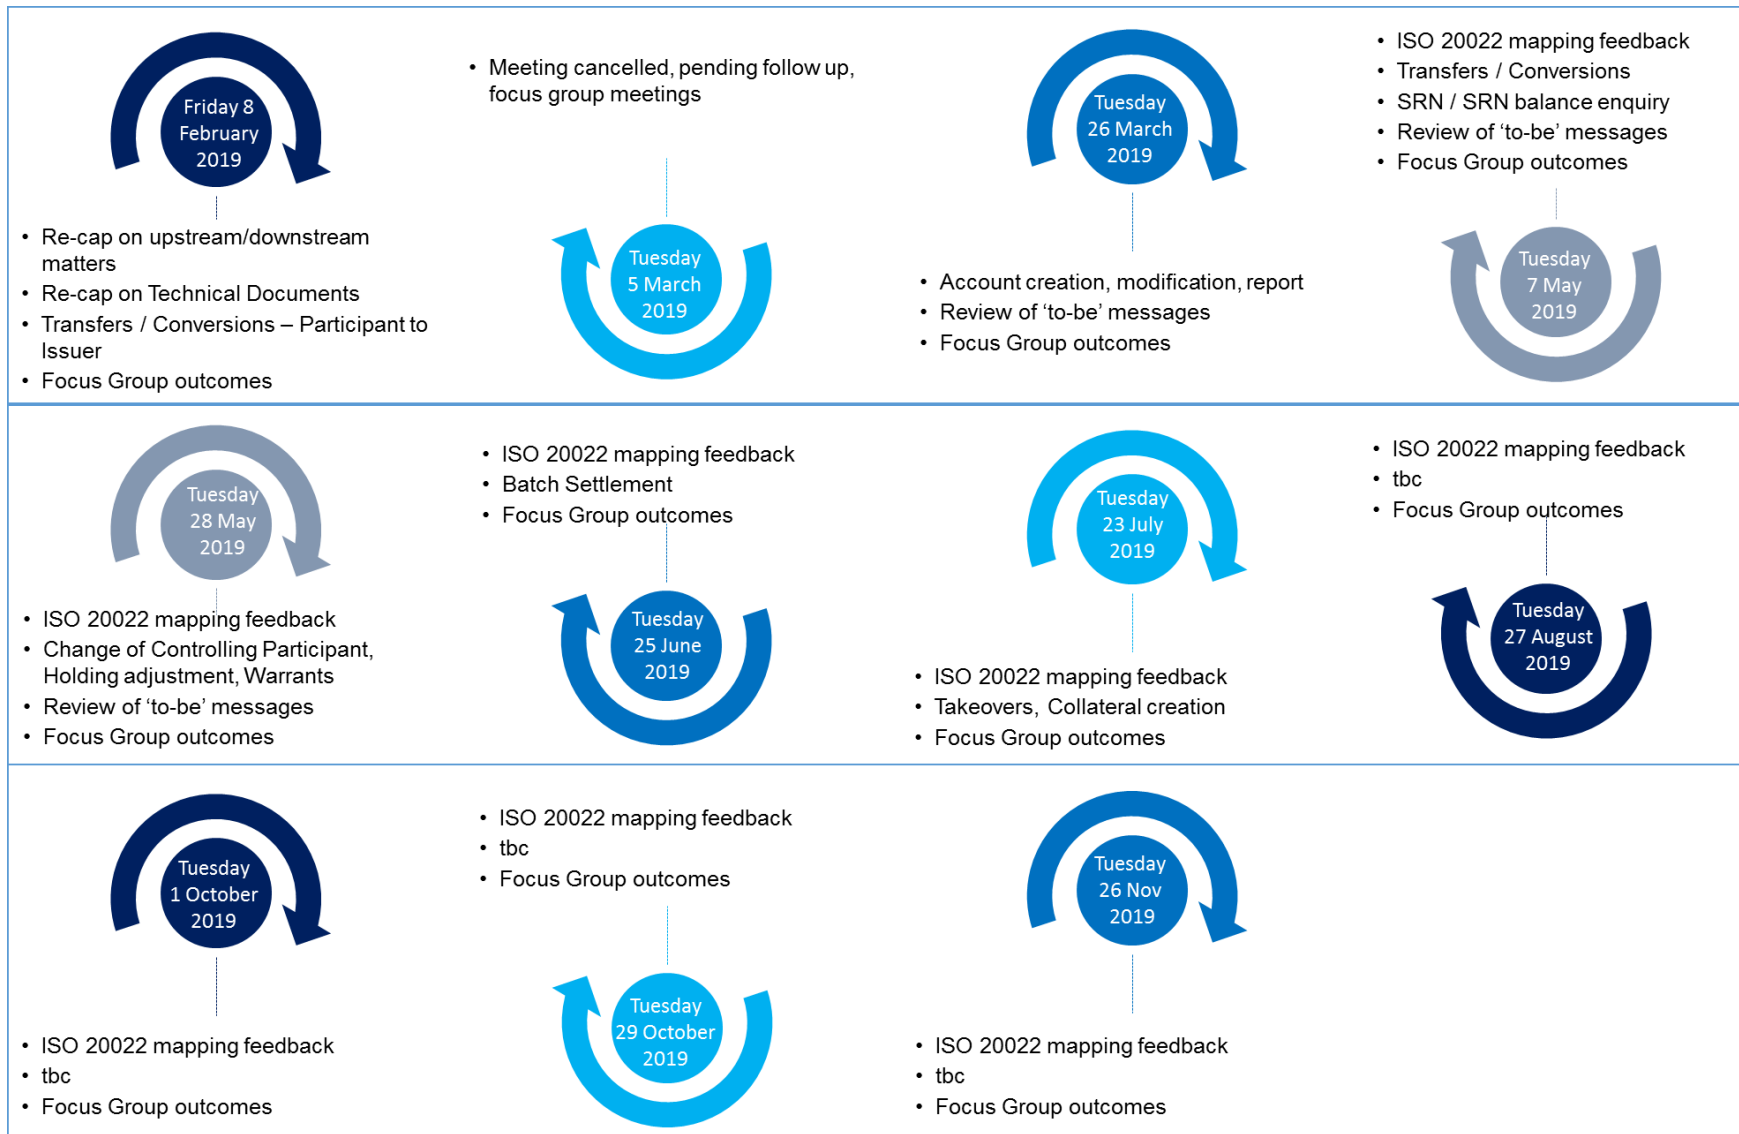 Friday 8
February
2019
• Re-cap on upstream/downstream
matters
• Re-cap on Technical Documents
• Transfers / Conversions – Participant to
Issuer
• Focus Group outcomes
• Meeting cancelled, pending follow up,
focus group meetings
Tuesday
5 March
2019
Tuesday
26 March
2019
• Account creation, modification, report
• Review of ‘to-be’ messages
• Focus Group outcomes
• ISO 20022 mapping feedback
• Transfers / Conversions
• SRN / SRN balance enquiry
• Review of ‘to-be’ messages
• Focus Group outcomes
Tuesday
7 May
2019
Tuesday
28 May
2019
• ISO 20022 mapping feedback
• Change of Controlling Participant,
Holding adjustment, Warrants
• Review of ‘to-be’ messages
• Focus Group outcomes
• ISO 20022 mapping feedback
• Batch Settlement
• Focus Group outcomes
Tuesday
25 June
2019
Tuesday
23 July
2019
• ISO 20022 mapping feedback
• Takeovers, Collateral creation
• Focus Group outcomes
• ISO 20022 mapping feedback
• tbc
• Focus Group outcomes
Tuesday
27 August
2019
Tuesday
1 October
2019
• ISO 20022 mapping feedback
• tbc
• Focus Group outcomes
• ISO 20022 mapping feedback
• tbc
• Focus Group outcomes
Tuesday
29 October
2019
Tuesday
26 Nov
2019
• ISO 20022 mapping feedback
• tbc
• Focus Group outcomes